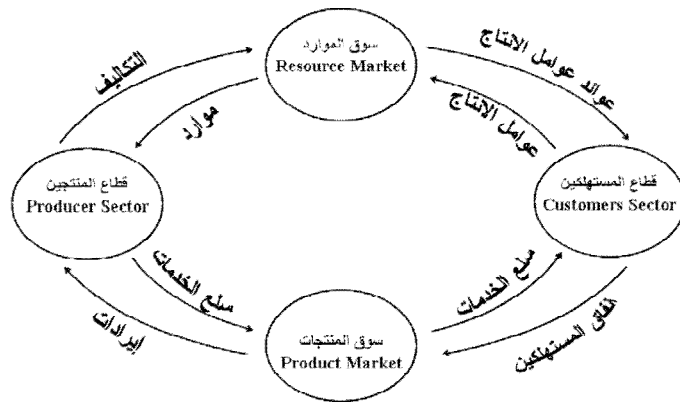 سوق الموارد
Resource Market
التكاليف
موارد
عوائد عوامل الانتاج
عوامل الانتاج
قطاع المنتجين
Producer Sector
قطاع المستهلكين
Customers Sector
سلع الخدمات
إيرادات
سلع الخدمات
انفاق المستهلكين
سوق المنتجات
Product Market